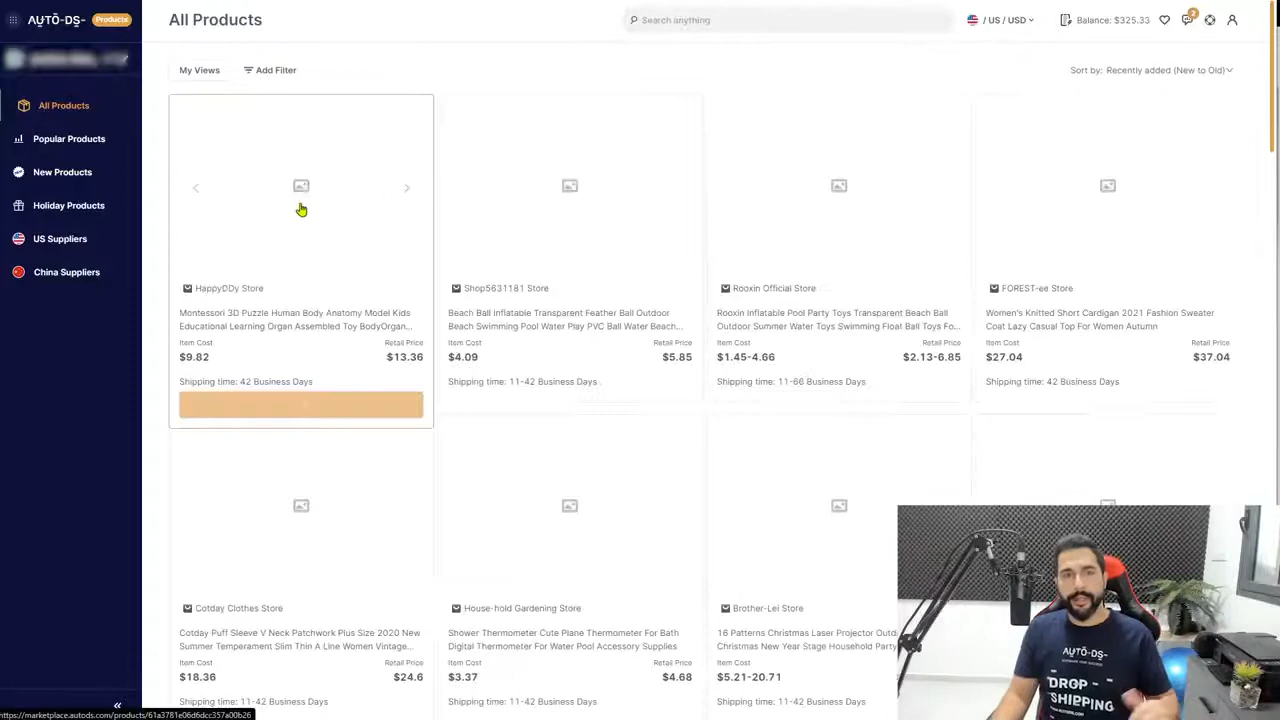 AUTO-DS- Products
All Products
Search anything
/ US / USD
Balance: $325.33
2
All Products
Popular Products
New Products
Holiday Products
US Suppliers
China Suppliers
My Views
Add Filter
Sort by: Recently added (New to Old)
HappyDDy Store
Montessori 3D Puzzle Human Body Anatomy Model Kids
Educational Learning Organ Assembled Toy BodyOrgan...
Item Cost Retail Price
$9.82 $13.36
Shipping time: 42 Business Days
Shop5631181 Store
Beach Ball Inflatable Transparent Feather Ball Outdoor
Beach Swimming Pool Water Play PVC Ball Water Beach...
Item Cost Retail Price
$4.09 $5.85
Shipping time: 11-42 Business Days
Rooxin Official Store
Rooxin Inflatable Pool Party Toys Transparent Beach Ball
Outdoor Summer Water Toys Swimming Float Ball Toys Fo...
Item Cost Retail Price
$1.45-4.66 $2.13-6.85
Shipping time: 11-66 Business Days
FOREST-ee Store
Women's Knitted Short Cardigan 2021 Fashion Sweater
Coat Lazy Casual Top For Women Autumn
Item Cost Retail Price
$27.04 $37.04
Shipping time: 42 Business Days
Cotday Clothes Store
Cotday Puff Sleeve V Neck Patchwork Plus Size 2020 New
Summer Temperament Slim Thin A Line Women Vintage...
Item Cost Retail Price
$18.36 $24.6
Shipping time: 11-42 Business Days
House-hold Gardening Store
Shower Thermometer Cute Plane Thermometer For Bath
Digital Thermometer For Water Pool Accessory Supplies
Item Cost Retail Price
$3.37 $4.68
Shipping time: 11-42 Business Days
Brother-Lei Store
16 Patterns Christmas Laser Projector Outd
Christmas New Year Stage Household Party
Item Cost
$5.21-20.71
Shipping time: 11-42 Business Days
https://marketplace.autods.com/products/61a3781e06d6dcc357a00b26
AUTO-DS-
DROP
SHIPPING